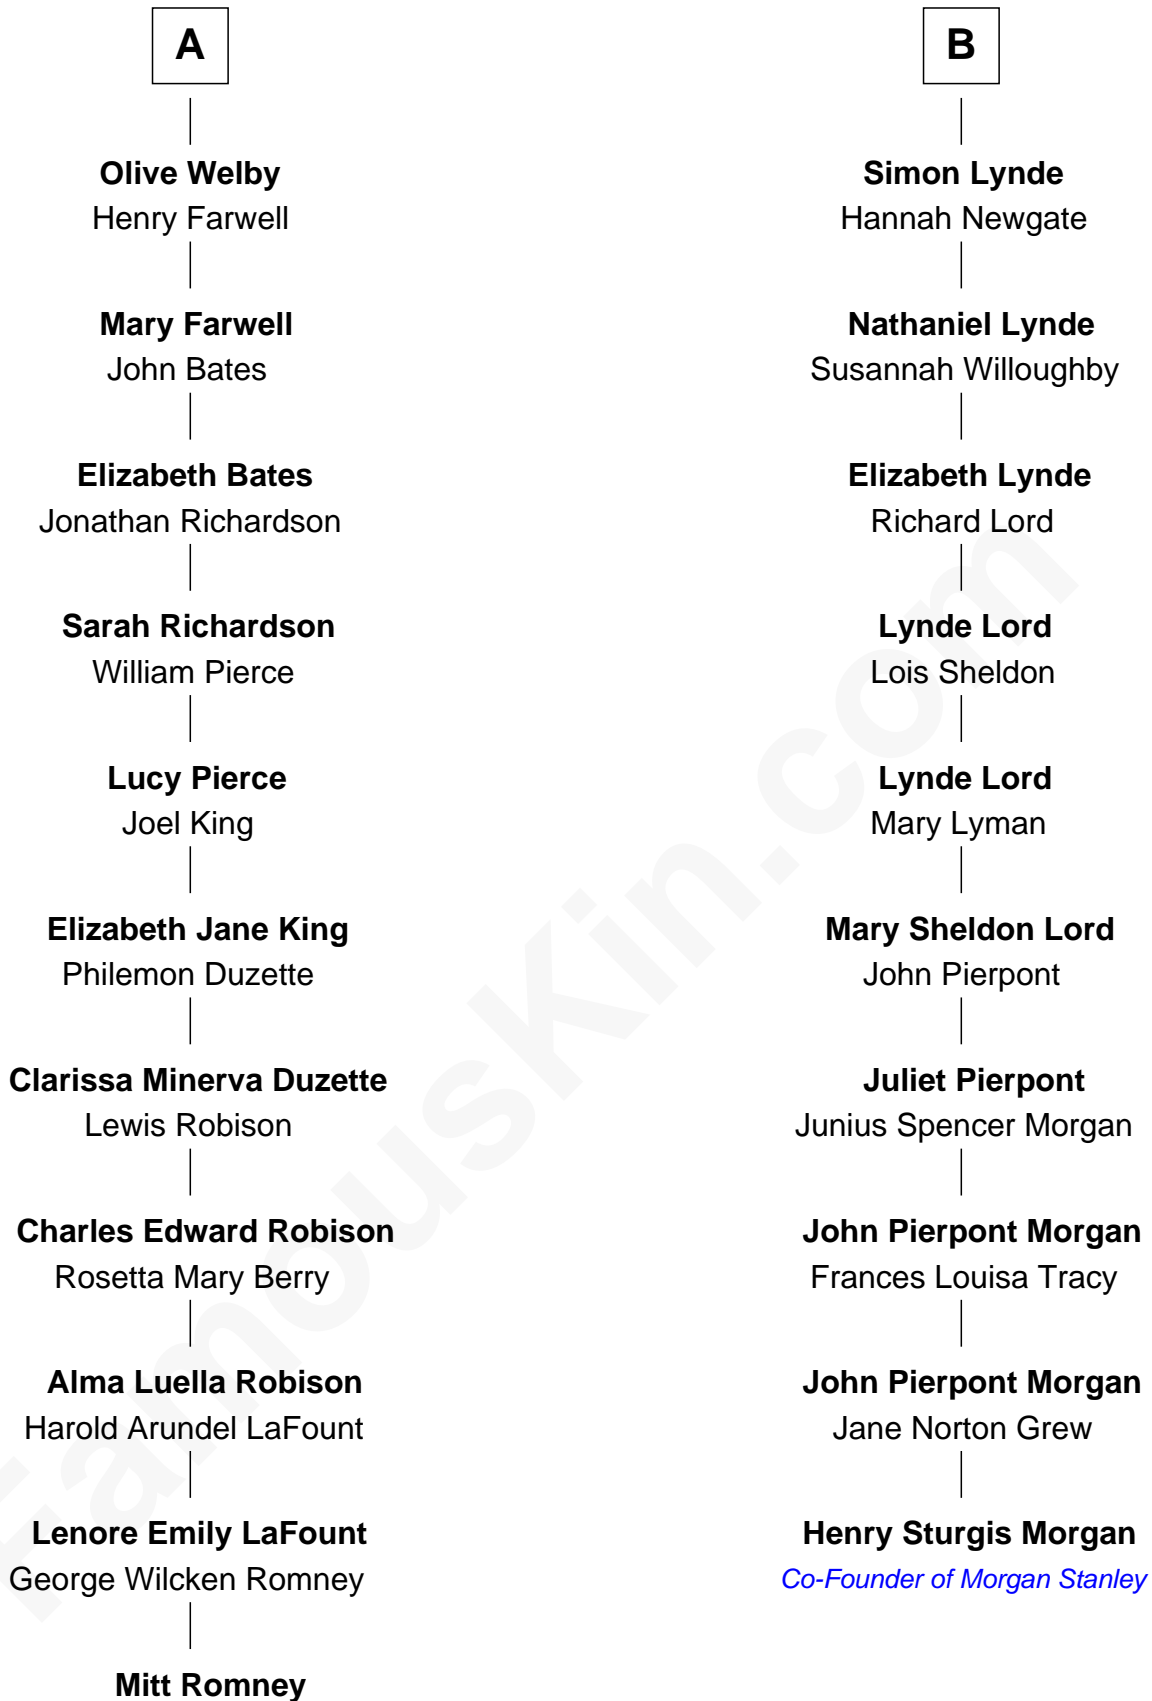 A
Olive Welby
Henry Farwell
Mary Farwell
John Bates
Elizabeth Bates
Jonathan Richardson
Sarah Richardson
William Pierce
Lucy Pierce
Joel King
Elizabeth Jane King
Philemon Duzette
Clarissa Minerva Duzette
Lewis Robison
Charles Edward Robison
Rosetta Mary Berry
Alma Luella Robison
Harold Arundel LaFount
Lenore Emily LaFount
George Wilcken Romney
Mitt Romney
B
Simon Lynde
Hannah Newgate
Nathaniel Lynde
Susannah Willoughby
Elizabeth Lynde
Richard Lord
Lynde Lord
Lois Sheldon
Lynde Lord
Mary Lyman
Mary Sheldon Lord
John Pierpont
Juliet Pierpont
Junius Spencer Morgan
John Pierpont Morgan
Frances Louisa Tracy
John Pierpont Morgan
Jane Norton Grew
Henry Sturgis Morgan
Co-Founder of Morgan Stanley
FamousKin.com